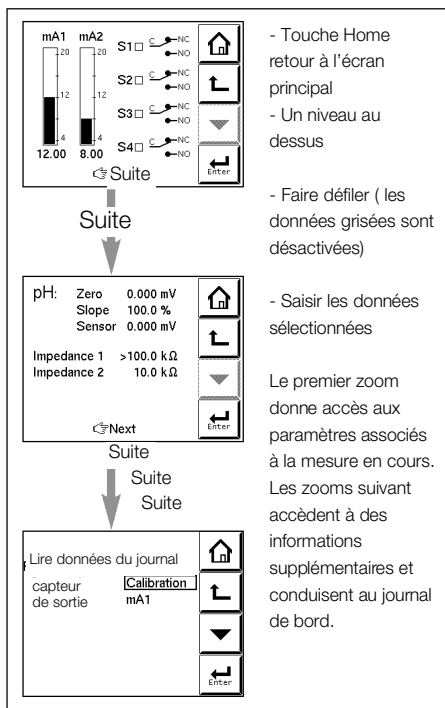 mA1 mA2
20 20
12 12
4 4
12.00 8.00
S1 C NC
NO
S2 C NC
NO
S3 C NC
NO
S4 C NC
NO
Suite
Enter
- Touche Home
retour à l'écran
principal
- Un niveau au
dessus
- Faire défiler ( les
données grisées sont
désactivées)
- Saisir les données
sélectionnées
Suite
pH: Zero 0.000 mV
Slope 100.0 %
Sensor 0.000 mV
Impedance 1 >100.0 kΩ
Impedance 2 10.0 kΩ
Next
Enter
Le premier zoom
donne accès aux
paramètres associés
à la mesure en cours.
Les zooms suivant
accèdent à des
informations
supplémentaires et
conduisent au journal
de bord.
Suite
Suite
Suite
Lire données du journal
capteur Calibration
de sortie mA1
Enter